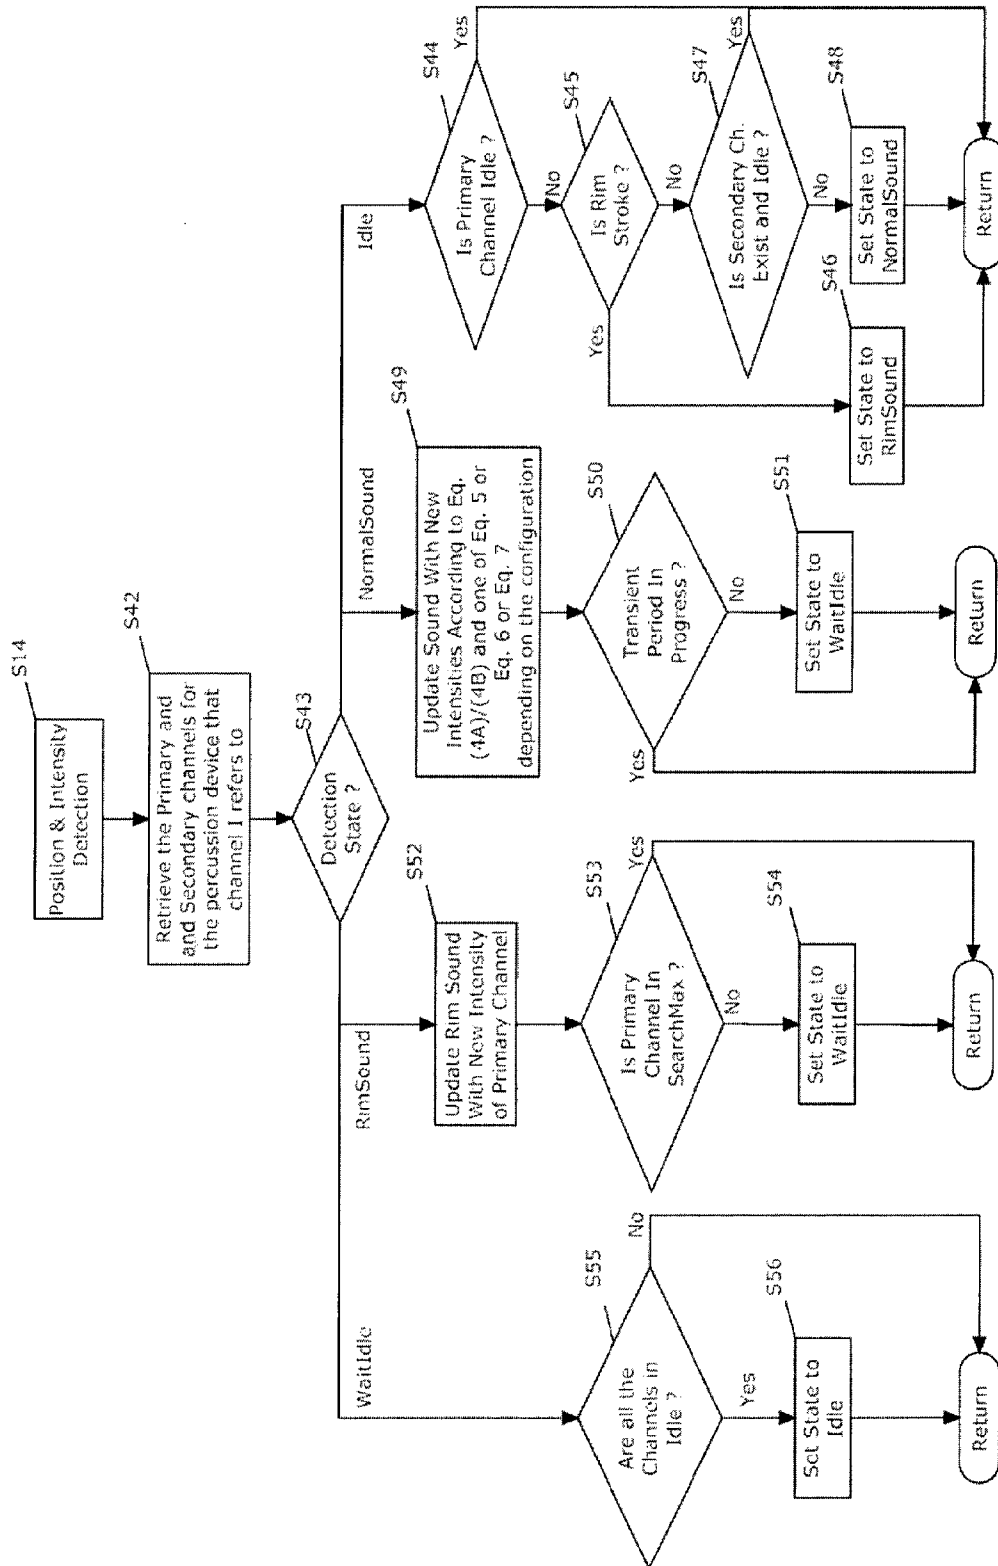 Position & Intensity
Detection
S14
Retrieve the Primary and
and Secondary channels for
the percussion device that
channel I refers to
S42
Detection
State ?
S43
WaitIdle
RimSound
NormalSound
Idle
Are all the
Channels in
Idle ?
S55
No
Yes
Set State to
Idle
S56
Return
Update Rim Sound
With New Intensity
of Primary Channel
S52
Is Primary
Channel In
SearchMax ?
S53
Yes
No
Set State to
WaitIdle
S54
Return
Update Sound With New
Intensities According to Eq.
(4A)/(4B) and one of Eq. 5 or
Eq. 6 or Eq. 7
depending on the configuration
S49
Transient
Period In
Progress ?
S50
Yes
No
Set State to
WaitIdle
S51
Return
Is Primary
Channel Idle ?
S44
Yes
No
Is Rim
Stroke ?
S45
Yes
No
Is Secondary Ch.
Exist and Idle ?
S47
Yes
No
Set State to
RimSound
S46
Set State to
NormalSound
S48
Return